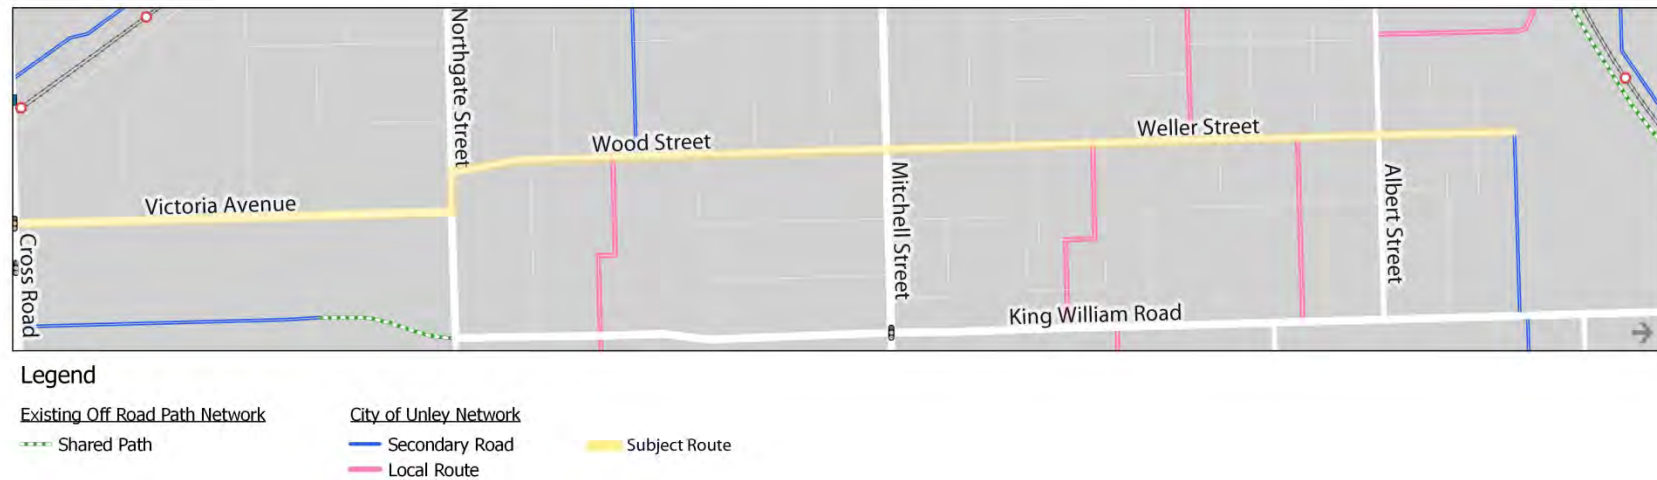 Northgate Street
Wood Street
Weller Street
Victoria Avenue
Mitchell Street
Albert Street
Cross Road
King William Road
Legend
Existing Off Road Path Network
City of Unley Network
Shared Path
Secondary Road
Subject Route
Local Route